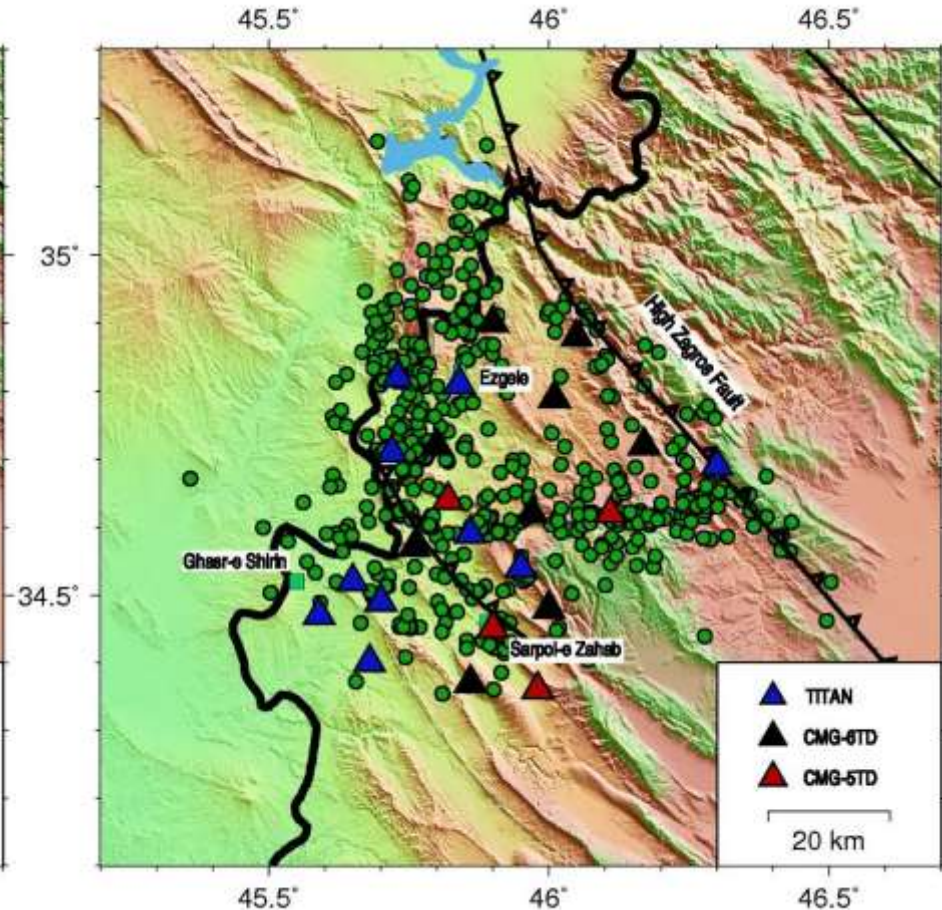 45.5°
46°
46.5°
35°
High Zagros Fault
Ezgele
Ghasr-e Shirin
34.5°
Sarpol-e Zahab
TITAN
CMG-6TD
CMG-5TD
20 km
45.5°
46°
46.5°